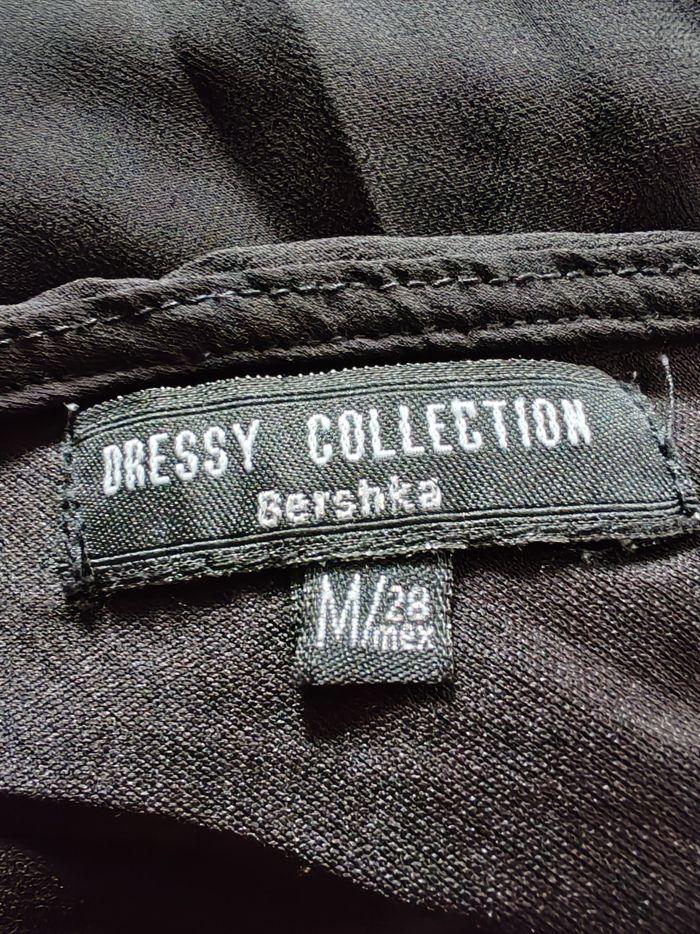 DRESSY COLLECTION
Bershka
M/28
mex